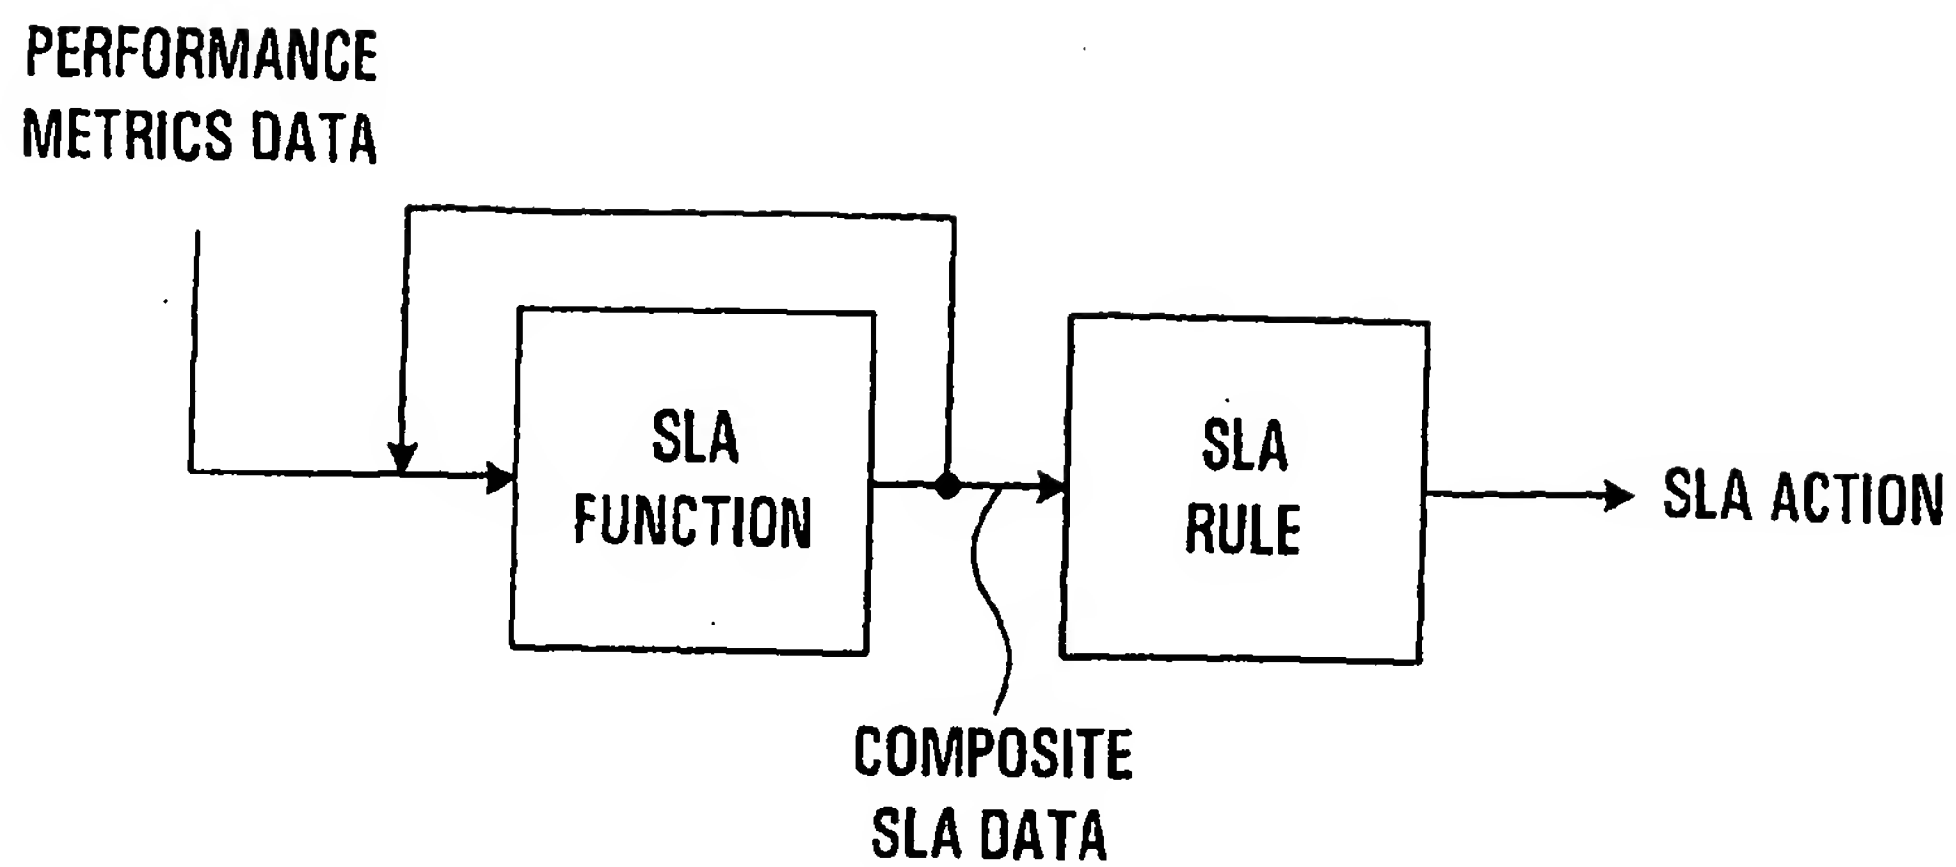 PERFORMANCE
METRICS DATA
SLA
FUNCTION
SLA
RULE
SLA ACTION
COMPOSITE
SLA DATA